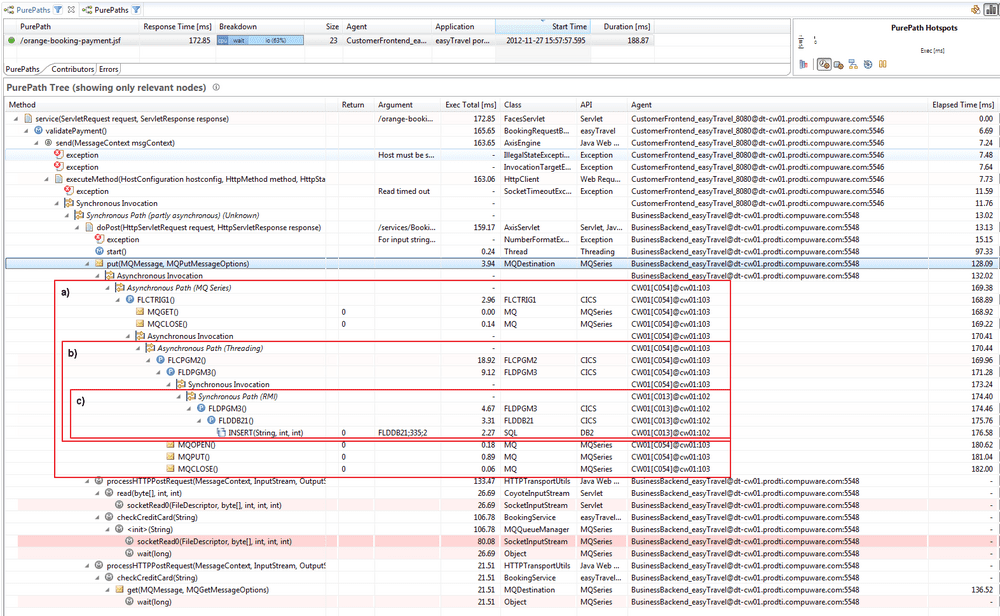 PurePaths PurePaths
PurePath Response Time [ms] Breakdown Size Agent Application Start Time Duration [ms]
/orange-booking-payment.jsf 172.85 wait io (63%) 23 CustomerFrontend_ea... easyTravel por... 2012-11-27 15:57:57.595 188.87
PurePath Hotspots
Exec [ms]
PurePaths Contributors Errors
PurePath Tree (showing only relevant nodes)
Method Return Argument Exec Total [ms] Class API Agent Elapsed Time [ms]
service(ServletRequest request, ServletResponse response) /orange-booki... 172.85 FacesServlet Servlet CustomerFrontend_easyTravel_8080@dt-cw01.prodti.compuware.com:5546 0.00
validatePayment() 165.65 BookingRequestB... easyTravel CustomerFrontend_easyTravel_8080@dt-cw01.prodti.compuware.com:5546 6.69
send(MessageContext msgContext) 163.65 AxisEngine Java Web ... CustomerFrontend_easyTravel_8080@dt-cw01.prodti.compuware.com:5546 7.24
exception Host must be s... - IllegalStateExcepti... Exception CustomerFrontend_easyTravel_8080@dt-cw01.prodti.compuware.com:5546 7.48
exception - InvocationTargetE... Exception CustomerFrontend_easyTravel_8080@dt-cw01.prodti.compuware.com:5546 7.64
executeMethod(HostConfiguration hostconfig, HttpMethod method, HttpSta 163.06 HttpClient Web Requ... CustomerFrontend_easyTravel_8080@dt-cw01.prodti.compuware.com:5546 7.73
exception Read timed out - SocketTimeoutExc... Exception CustomerFrontend_easyTravel_8080@dt-cw01.prodti.compuware.com:5546 11.59
Synchronous Invocation - CustomerFrontend_easyTravel_8080@dt-cw01.prodti.compuware.com:5546 11.76
Synchronous Path (partly asynchronous) (Unknown) - BusinessBackend_easyTravel@dt-cw01.prodti.compuware.com:5548 13.02
doPost(HttpServletRequest request, HttpServletResponse response) /services/Booki... 159.17 AxisServlet Servlet, Jav... BusinessBackend_easyTravel@dt-cw01.prodti.compuware.com:5548 13.13
exception For input string... - NumberFormatEx... Exception BusinessBackend_easyTravel@dt-cw01.prodti.compuware.com:5548 15.15
start() 0.24 Thread Threading BusinessBackend_easyTravel@dt-cw01.prodti.compuware.com:5548 97.33
put(MQMessage, MQPutMessageOptions) 3.94 MQDestination MQSeries BusinessBackend_easyTravel@dt-cw01.prodti.compuware.com:5548 128.09
Asynchronous Invocation - BusinessBackend_easyTravel@dt-cw01.prodti.compuware.com:5548 132.02
a) Asynchronous Path (MQ Series) - CW01[C054]@cw01:103 169.38
FLCTRIG1() 2.96 FLCTRIG1 CICS CW01[C054]@cw01:103 168.89
MQGET() 0 0.00 MQ MQSeries CW01[C054]@cw01:103 168.92
MQCLOSE() 0 0.14 MQ MQSeries CW01[C054]@cw01:103 169.22
Asynchronous Invocation - CW01[C054]@cw01:103 170.41
b) Asynchronous Path (Threading) - CW01[C054]@cw01:103 170.44
FLCPGM2() 18.92 FLCPGM2 CICS CW01[C054]@cw01:103 169.96
FLDPGM3() 9.12 FLDPGM3 CICS CW01[C054]@cw01:103 171.28
Synchronous Invocation - CW01[C054]@cw01:103 173.24
c) Synchronous Path (RMI) - CW01[C013]@cw01:102 174.40
FLDPGM3() 4.67 FLDPGM3 CICS CW01[C013]@cw01:102 174.46
FLDDB21() 3.31 FLDDB21 CICS CW01[C013]@cw01:102 175.76
INSERT(String, int, int) 0 FLDDB21;335;2 2.27 SQL DB2 CW01[C013]@cw01:102 176.58
MQOPEN() 0 0.18 MQ MQSeries CW01[C054]@cw01:103 180.62
MQPUT() 0 0.89 MQ MQSeries CW01[C054]@cw01:103 181.04
MQCLOSE() 0 0.06 MQ MQSeries CW01[C054]@cw01:103 182.00
processHTTPPostRequest(MessageContext, InputStream, OutputS 133.47 HTTPTransportUtils Java Web ... BusinessBackend_easyTravel@dt-cw01.prodti.compuware.com:5548 -
read(byte[], int, int) 26.69 CoyoteInputStream Servlet BusinessBackend_easyTravel@dt-cw01.prodti.compuware.com:5548 -
socketRead0(FileDescriptor, byte[], int, int, int) 26.69 SocketInputStream BusinessBackend_easyTravel@dt-cw01.prodti.compuware.com:5548 -
checkCreditCard(String) 106.78 BookingService easyTravel... BusinessBackend_easyTravel@dt-cw01.prodti.compuware.com:5548 -
<init>(String) 106.78 MQQueueManager MQSeries BusinessBackend_easyTravel@dt-cw01.prodti.compuware.com:5548 -
socketRead0(FileDescriptor, byte[], int, int, int) 80.08 SocketInputStream MQSeries BusinessBackend_easyTravel@dt-cw01.prodti.compuware.com:5548 -
wait(long) 26.69 Object MQSeries BusinessBackend_easyTravel@dt-cw01.prodti.compuware.com:5548 -
processHTTPPostRequest(MessageContext, InputStream, OutputS 21.51 HTTPTransportUtils Java Web ... BusinessBackend_easyTravel@dt-cw01.prodti.compuware.com:5548 -
checkCreditCard(String) 21.51 BookingService easyTravel... BusinessBackend_easyTravel@dt-cw01.prodti.compuware.com:5548 -
get(MQMessage, MQGetMessageOptions) 21.51 MQDestination MQSeries BusinessBackend_easyTravel@dt-cw01.prodti.compuware.com:5548 136.52
wait(long) 21.51 Object MQSeries BusinessBackend_easyTravel@dt-cw01.prodti.compuware.com:5548 -